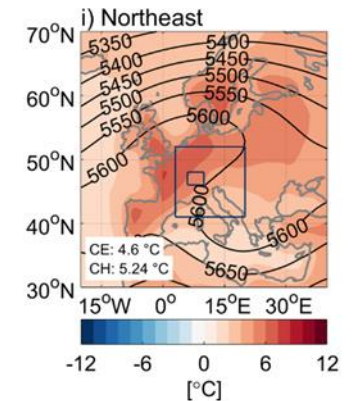 i) Northeast
70°N
5350
5400
5400
5450
5450
5500
5500
5550
60°N
5550
5600
50°N
5600
40°N
5600
5600
CE: 4.6 °C
CH: 5.24 °C
5650
30°N
15°W
0°
15°E
30°E
-12
-6
0
6
12
[°C]